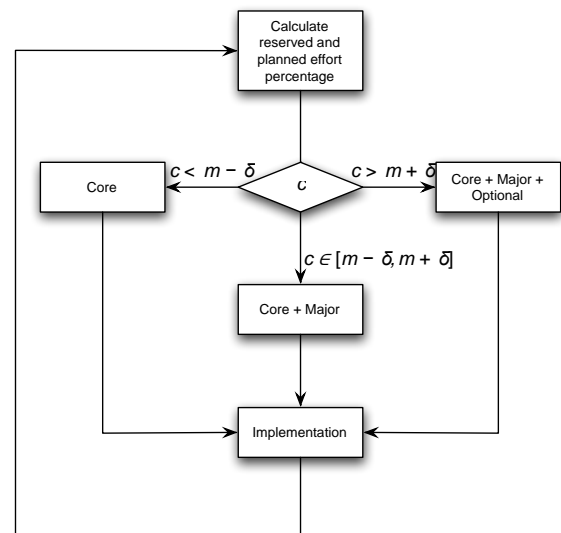 Calculate
reserved and
planned effort
percentage
c < m − δ
c > m + δ
Core
c
Core + Major +
Optional
c ∈ [m − δ, m + δ]
Core + Major
Implementation